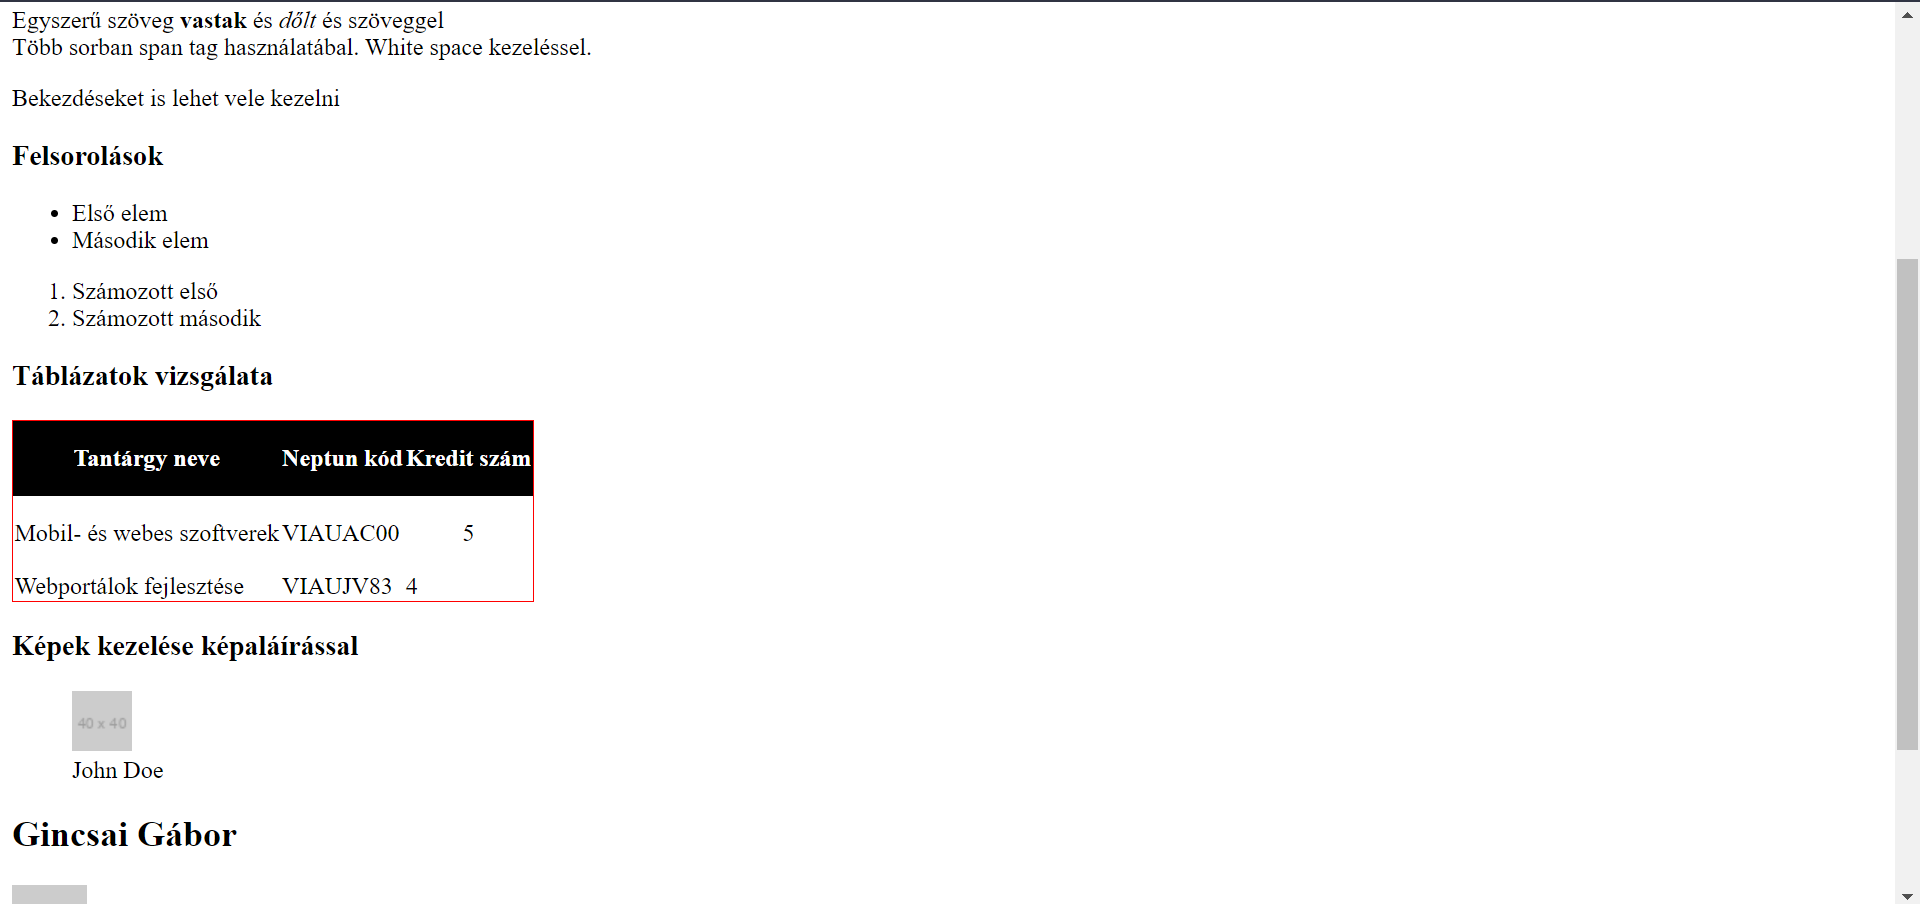 Egyszerű szöveg vastak és dőlt és szöveggel
Több sorban span tag használatábal. White space kezeléssel.
Bekezdéseket is lehet vele kezelni
Felsorolások
• Első elem
• Második elem
1. Számozott első
2. Számozott második
Táblázatok vizsgálata
Tantárgy neve Neptun kód Kredit szám
Mobil- és webes szoftverek VIAUAC00 5
Webportálok fejlesztése VIAUJV83 4
Képek kezelése képaláírással
40 x 40
John Doe
Gincsai Gábor